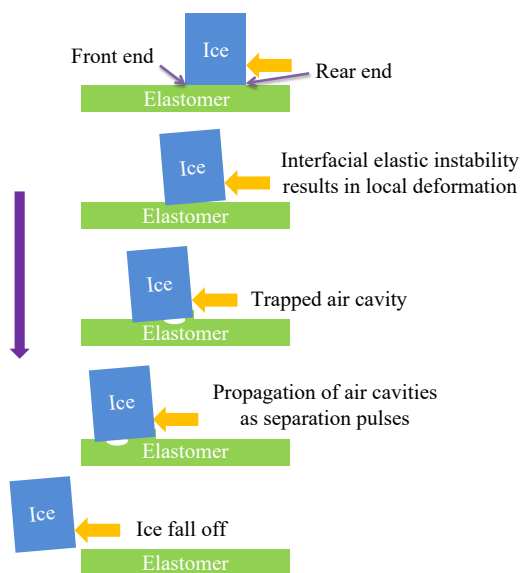 Ice
Front end
Rear end
Elastomer
Ice
Interfacial elastic instability
results in local deformation
Elastomer
Ice
Trapped air cavity
Elastomer
Ice
Propagation of air cavities
as separation pulses
Elastomer
Ice
Ice fall off
Elastomer